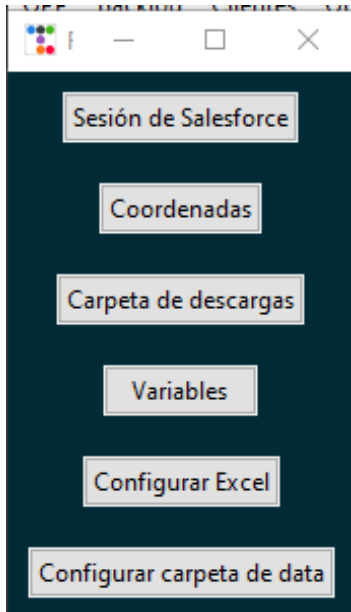 Sesión de Salesforce
Coordenadas
Carpeta de descargas
Variables
Configurar Excel
Configurar carpeta de data